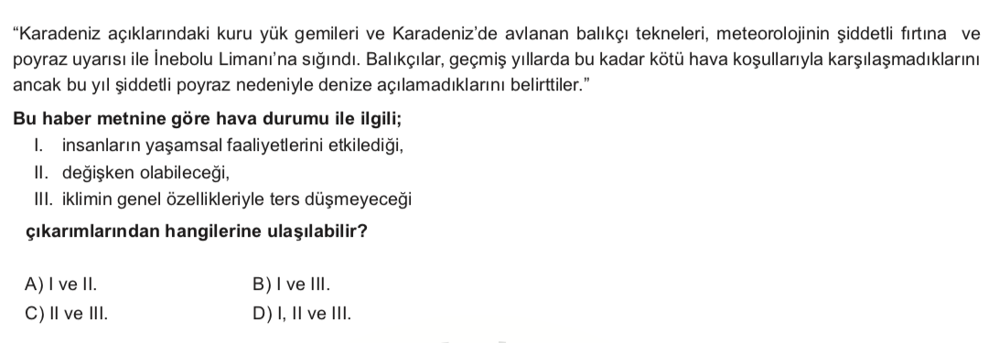 “Karadeniz açıklarındaki kuru yük gemileri ve Karadeniz’de avlanan balıkçı tekneleri, meteorolojinin şiddetli fırtına ve
poyraz uyarısı ile İnebolu Limanı’na sığındı. Balıkçılar, geçmiş yıllarda bu kadar kötü hava koşullarıyla karşılaşmadıklarını
ancak bu yıl şiddetli poyraz nedeniyle denize açılamadıklarını belirttiler.”
Bu haber metnine göre hava durumu ile ilgili;
I. insanların yaşamsal faaliyetlerini etkilediği,
II. değişken olabileceği,
III. iklimin genel özellikleriyle ters düşmeyeceği
çıkarımlarından hangilerine ulaşılabilir?
A) I ve II. B) I ve III.
C) II ve III. D) I, II ve III.